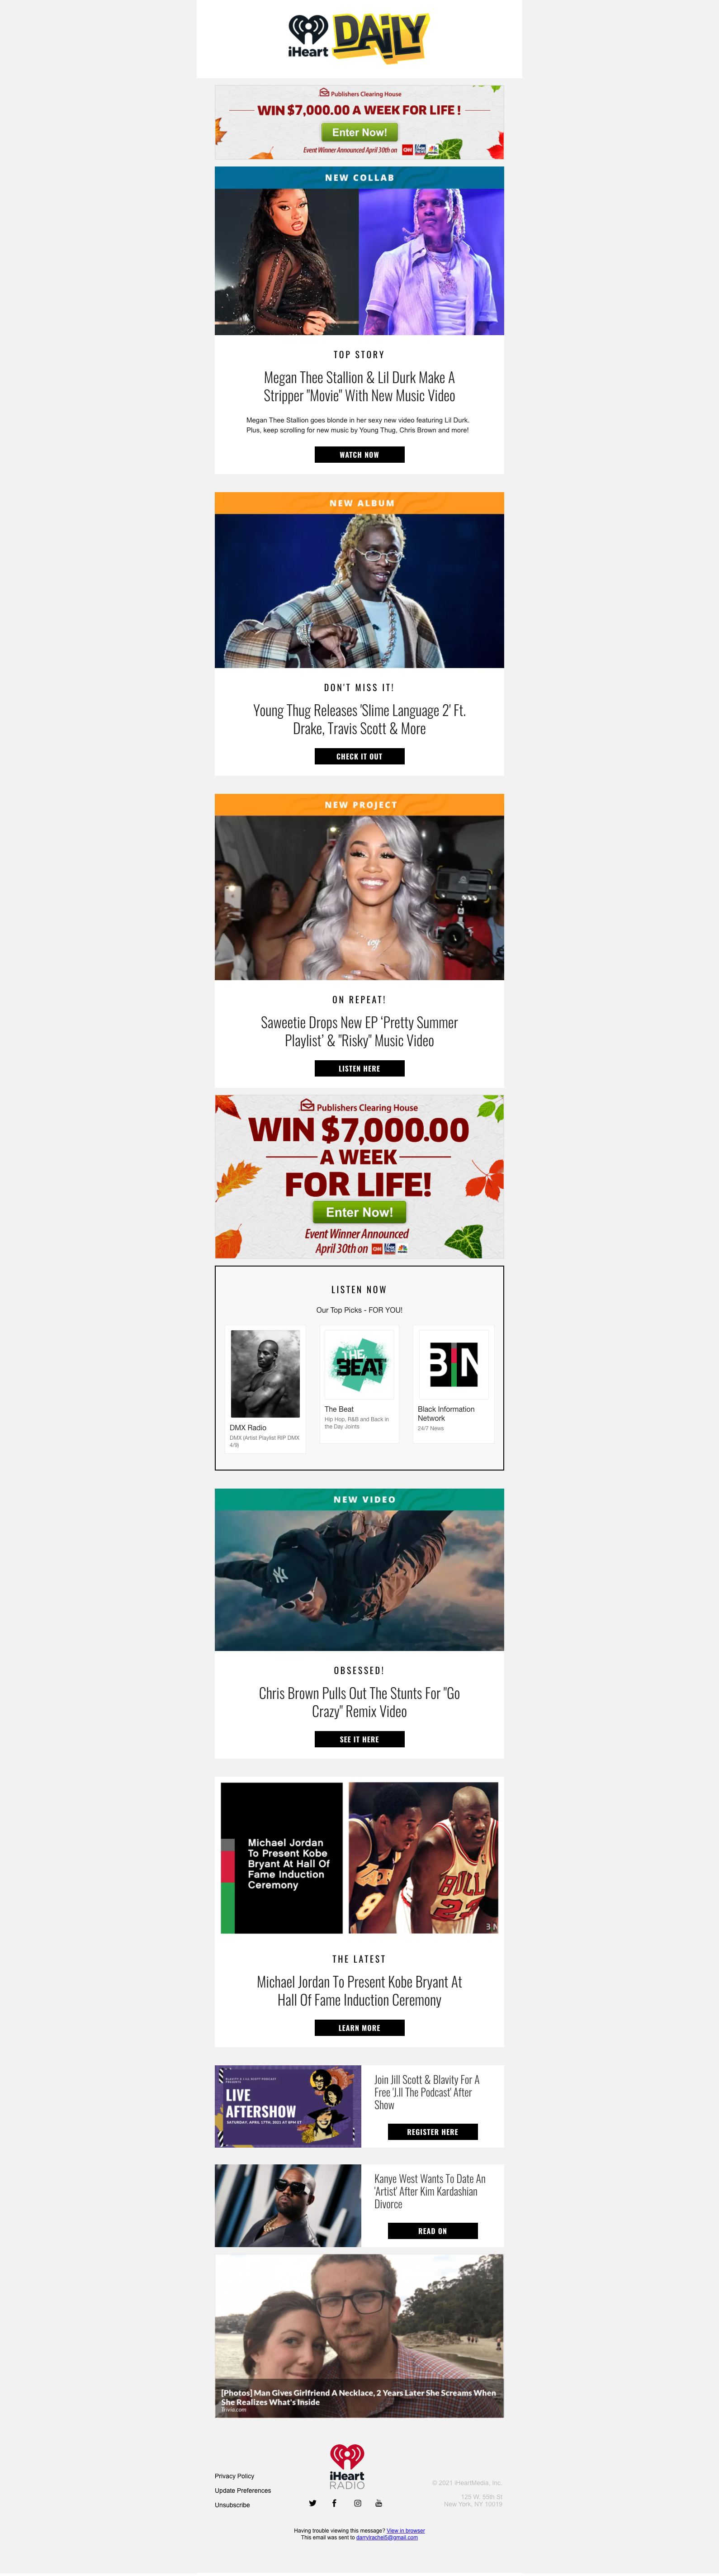 iHeart DAILY
Publishers Clearing House
WIN $7,000.00 A WEEK FOR LIFE!
Enter Now!
Event Winner Announced April 30th on
NEW COLLAB
TOP STORY
Megan Thee Stallion & Lil Durk Make A
Stripper "Movie" With New Music Video
Megan Thee Stallion goes blonde in her sexy new video featuring Lil Durk.
Plus, keep scrolling for new music by Young Thug, Chris Brown and more!
WATCH NOW
NEW ALBUM
DON'T MISS IT!
Young Thug Releases 'Slime Language 2' Ft.
Drake, Travis Scott & More
CHECK IT OUT
NEW PROJECT
icy
ON REPEAT!
Saweetie Drops New EP ‘Pretty Summer
Playlist’ & "Risky" Music Video
LISTEN HERE
Publishers Clearing House
WIN $7,000.00
A WEEK
FOR LIFE!
Enter Now!
Event Winner Announced
April 30th on
LISTEN NOW
Our Top Picks - FOR YOU!
DMX Radio
DMX (Artist Playlist RIP DMX
4/9)
THE BEAT
The Beat
Hip Hop, R&B and Back in
the Day Joints
BIN
Black Information
Network
24/7 News
NEW VIDEO
OBSESSED!
Chris Brown Pulls Out The Stunts For "Go
Crazy" Remix Video
SEE IT HERE
Michael Jordan
To Present Kobe
Bryant At Hall Of
Fame Induction
Ceremony
8
BULL
23
THE LATEST
Michael Jordan To Present Kobe Bryant At
Hall Of Fame Induction Ceremony
LEARN MORE
LIVE
AFTERSHOW
SATURDAY, APRIL 17TH, 2021 AT 8PM ET
Join Jill Scott & Blavity For A
Free 'J.ll The Podcast' After
Show
REGISTER HERE
Kanye West Wants To Date An
'Artist' After Kim Kardashian
Divorce
READ ON
[Photos] Man Gives Girlfriend A Necklace, 2 Years Later She Screams When
She Realizes What's Inside
iHeart
RADIO
Privacy Policy
Update Preferences
Unsubscribe
© 2021 iHeartMedia, Inc.
125 W. 55th St
New York, NY 10019
Having trouble viewing this message? View in browser
This email was sent to darrylrachel5@gmail.com